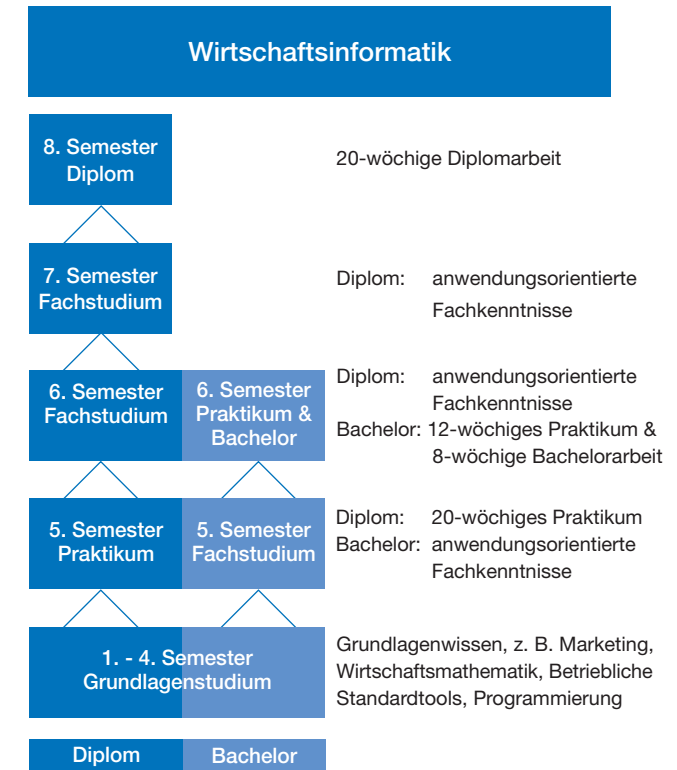 Wirtschaftsinformatik
8. Semester
Diplom
20-wöchige Diplomarbeit
7. Semester
Fachstudium
Diplom: anwendungsorientierte
Fachkenntnisse
6. Semester
Fachstudium
6. Semester
Praktikum &
Bachelor
Diplom: anwendungsorientierte
Fachkenntnisse
Bachelor: 12-wöchiges Praktikum &
8-wöchige Bachelorarbeit
5. Semester
Praktikum
5. Semester
Fachstudium
Diplom: 20-wöchiges Praktikum
Bachelor: anwendungsorientierte
Fachkenntnisse
1. - 4. Semester
Grundlagenstudium
Grundlagenwissen, z. B. Marketing,
Wirtschaftsmathematik, Betriebliche
Standardtools, Programmierung
Diplom
Bachelor